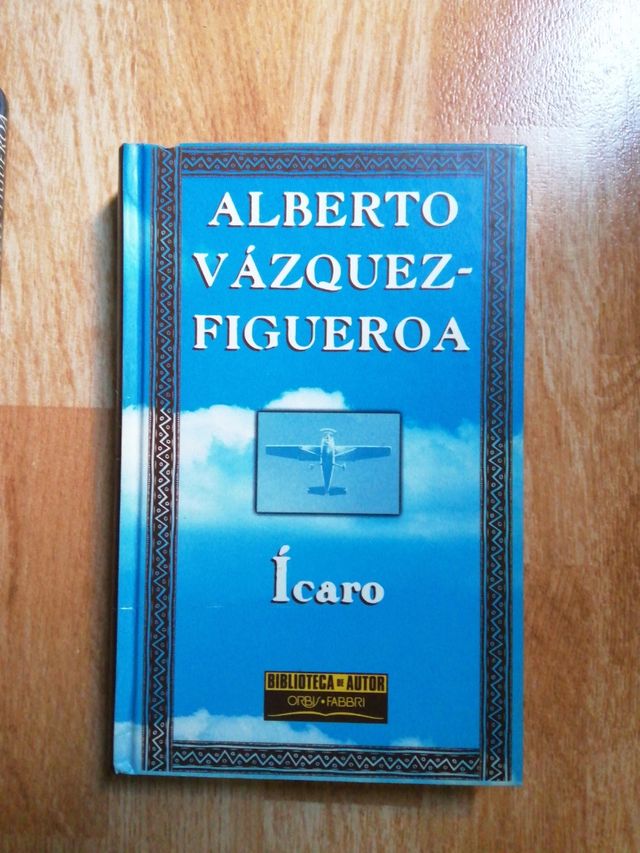 ALBERTO
VÁZQUEZ-
FIGUEROA
Ícaro
BIBLIOTECA DE AUTOR
ORBIS • FABBRI